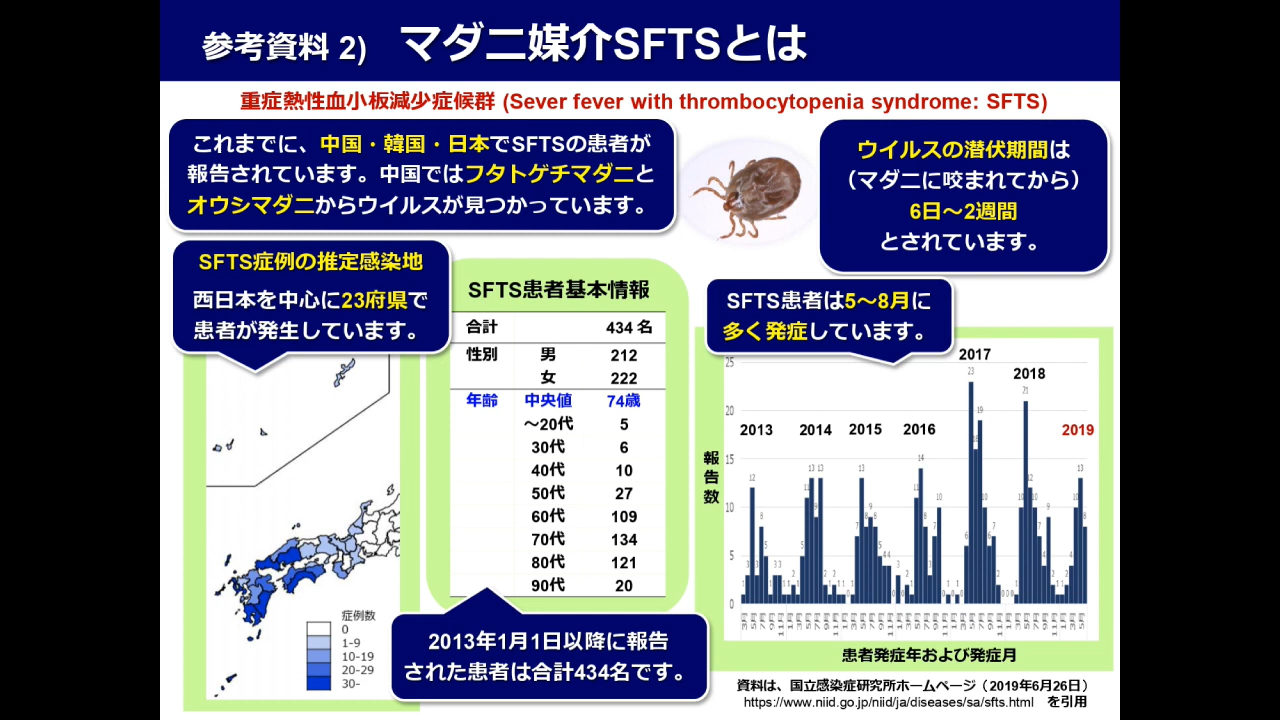 参考資料 2) マダニ媒介SFTSとは
重症熱性血小板減少症候群 (Sever fever with thrombocytopenia syndrome: SFTS)
これまでに、中国・韓国・日本でSFTSの患者が
報告されています。中国ではフタトゲチマダニと
オウシマダニからウイルスが見つかっています。
ウイルスの潜伏期間は
（マダニに咬まれてから）
6日〜2週間
とされています。
SFTS症例の推定感染地
西日本を中心に23府県で
患者が発生しています。
症例数
0
1-9
10-19
20-29
30-
SFTS患者基本情報
合計 434 名
性別 男 212
女 222
年齢 中央値 74歳
〜20代 5
30代 6
40代 10
50代 27
60代 109
70代 134
80代 121
90代 20
2013年1月1日以降に報告
された患者は合計434名です。
SFTS患者は5〜8月に
多く発症しています。
2013 2014 2015 2016 2017 2018 2019
報告数
25
20
15
10
5
0
患者発症年および発症月
資料は、国立感染症研究所ホームページ（2019年6月26日）
https://www.niid.go.jp/niid/ja/diseases/sa/sfts.html を引用